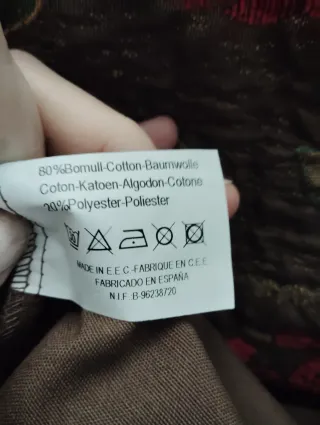 80%Bomull-Cotton-Baumwolle
Coton-Katoen-Algodon-Cotone
20%Polyester-Poliester
MADE IN E.E.C-FABRIQUE EN C.E.E
FABRICADO EN ESPAÑA
N.I.F.:B-96238720